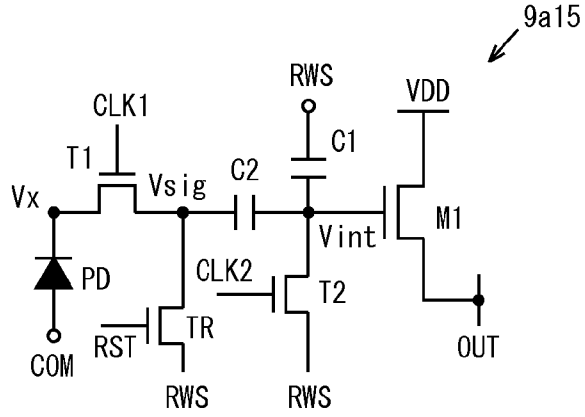 9a15
RWS
VDD
CLK1
T1
C1
C2
Vx
Vsig
M1
Vint
CLK2
PD
T2
TR
RST
COM
OUT
RWS
RWS